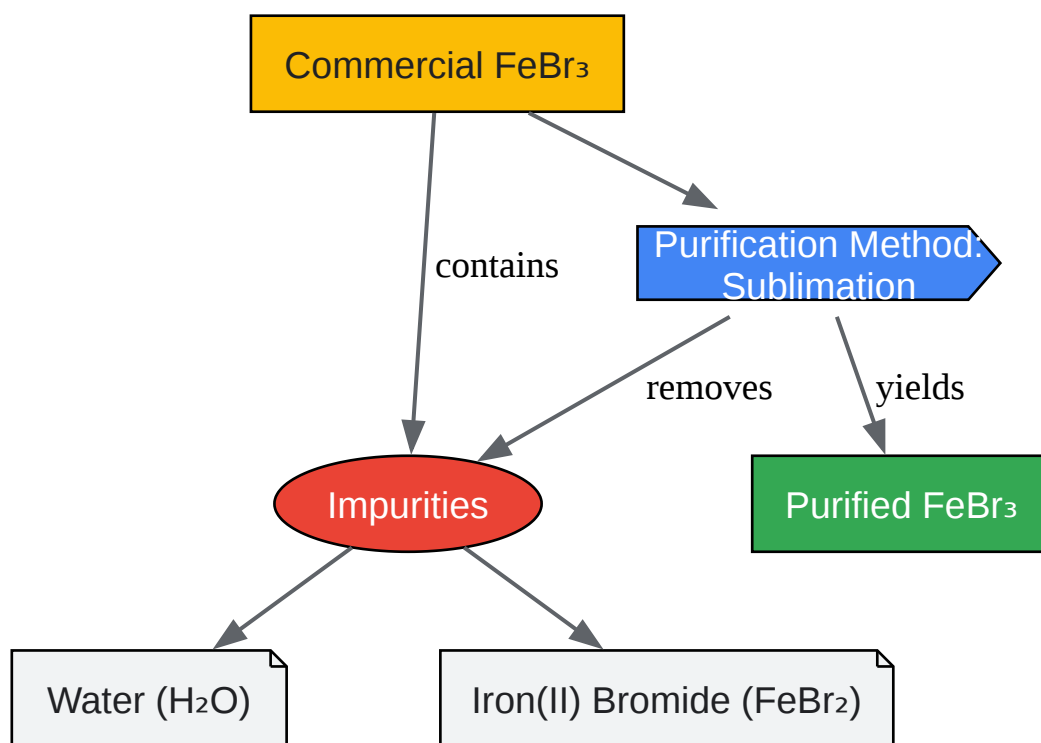 Commercial FeBr₃
contains
Purification Method:
Sublimation
removes
yields
Impurities
Purified FeBr₃
Water (H₂O)
Iron(II) Bromide (FeBr₂)